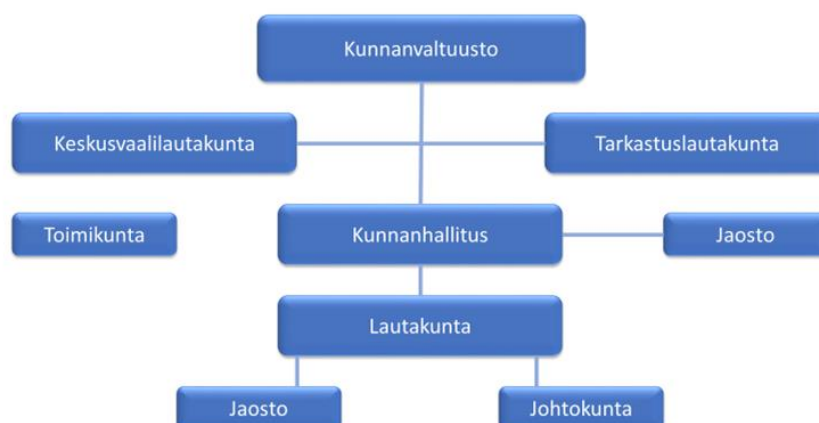 Kunnanvaltuusto
Keskusvaalilautakunta
Tarkastuslautakunta
Toimikunta
Kunnanhallitus
Jaosto
Lautakunta
Jaosto
Johtokunta